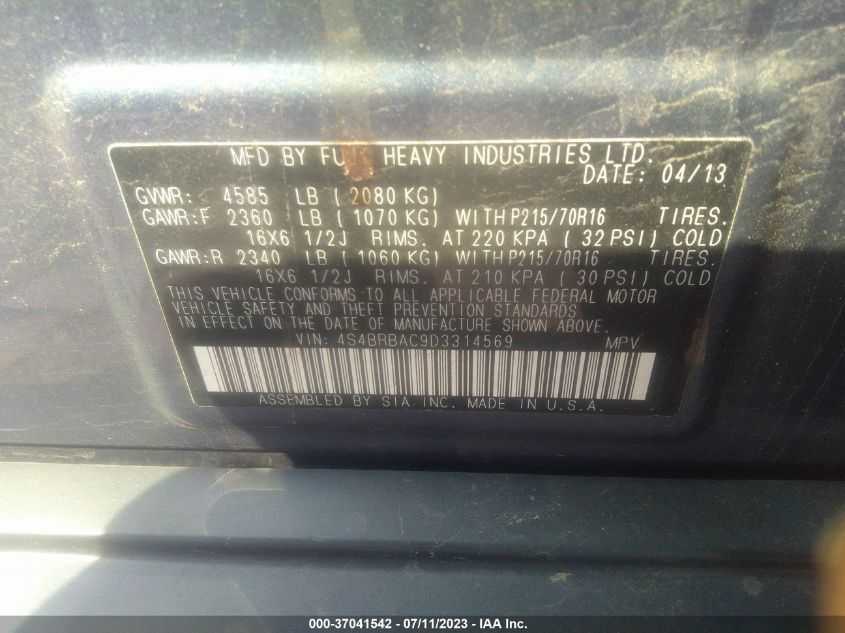 MFD BY FUJI HEAVY INDUSTRIES LTD.
DATE: 04/13
GVWR: 4585 LB ( 2080 KG)
GAWR:F 2360 LB ( 1070 KG) WITH P215/70R16 TIRES.
16X6 1/2J RIMS. AT 220 KPA ( 32 PSI) COLD
GAWR:R 2340 LB ( 1060 KG) WITH P215/70R16 TIRES.
16X6 1/2J RIMS. AT 210 KPA ( 30 PSI) COLD
THIS VEHICLE CONFORMS TO ALL APPLICABLE FEDERAL MOTOR
VEHICLE SAFETY AND THEFT PREVENTION STANDARDS
IN EFFECT ON THE DATE OF MANUFACTURE SHOWN ABOVE.
VIN: 4S4BRBAC9D3314569 MPV
ASSEMBLED BY SIA INC. MADE IN U.S.A.
000-37041542 - 07/11/2023 - IAA Inc.